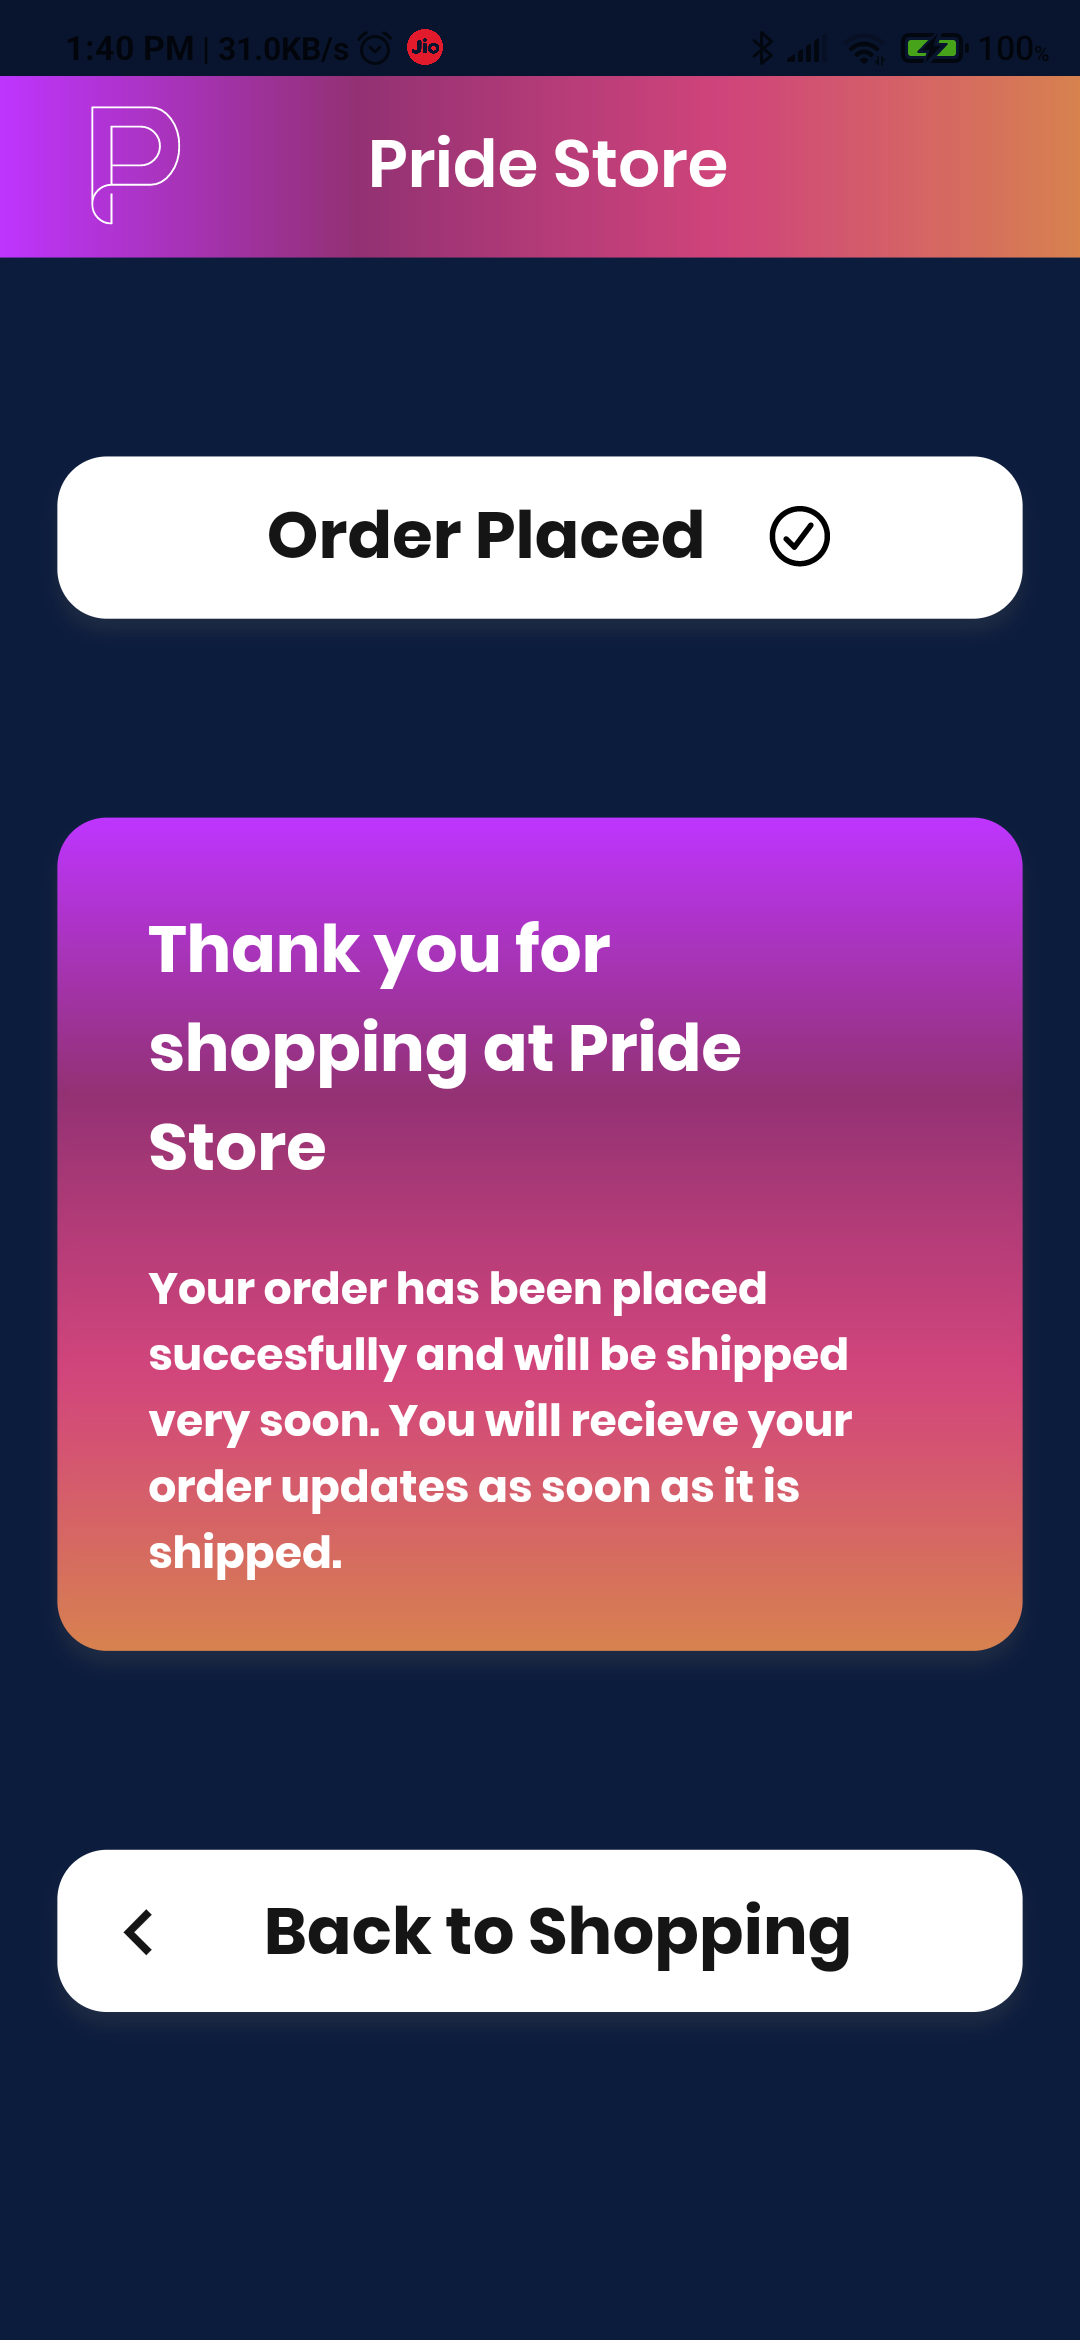 1:40 PM | 31.0KB/s Jio 100%
Pride Store
Order Placed
Thank you for
shopping at Pride
Store
Your order has been placed
succesfully and will be shipped
very soon. You will recieve your
order updates as soon as it is
shipped.
Back to Shopping